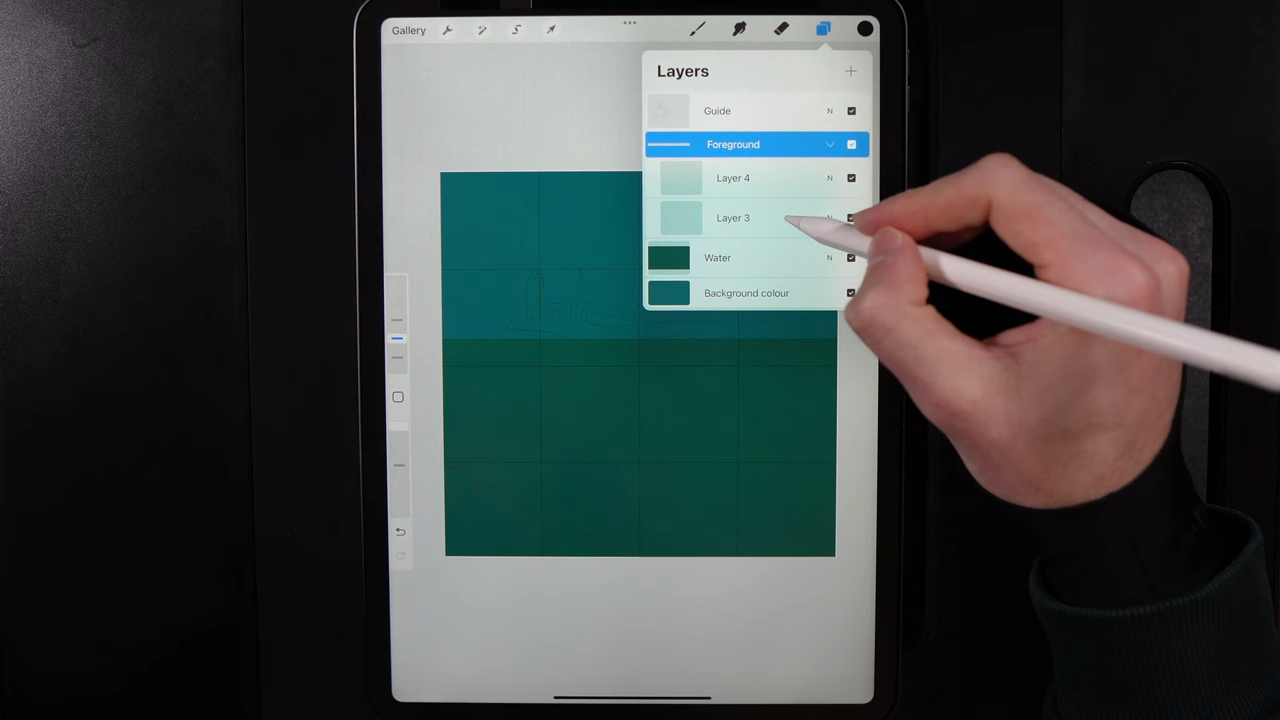 Gallery
Layers
Guide N
Foreground
Layer 4 N
Layer 3
Water N
Background colour